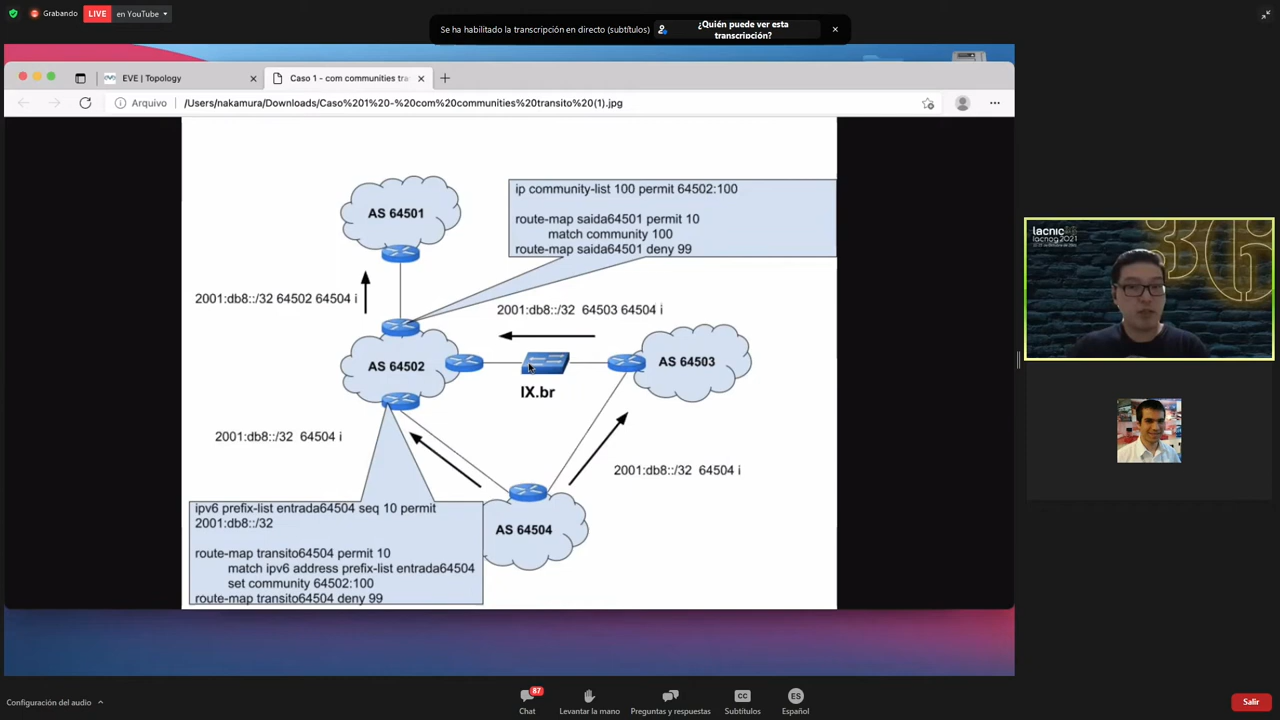 Grabando
LIVE
en YouTube
Se ha habilitado la transcripción en directo (subtítulos)
¿Quién puede ver esta transcripción?
EVE | Topology
Caso 1 - com communities tra
Arquivo
/Users/nakamura/Downloads/Caso%201%20-%20com%20communities%20transito%20(1).jpg
AS 64501
ip community-list 100 permit 64502:100
route-map saida64501 permit 10
match community 100
route-map saida64501 deny 99
2001:db8::/32 64502 64504 i
2001:db8::/32 64503 64504 i
AS 64502
AS 64503
IX.br
2001:db8::/32 64504 i
2001:db8::/32 64504 i
ipv6 prefix-list entrada64504 seq 10 permit
2001:db8::/32
route-map transito64504 permit 10
match ipv6 address prefix-list entrada64504
set community 64502:100
route-map transito64504 deny 99
AS 64504
lacnic
lacnog2021
Configuración del audio
87
Chat
Levantar la mano
Preguntas y respuestas
CC
Subtítulos
ES
Español
Salir